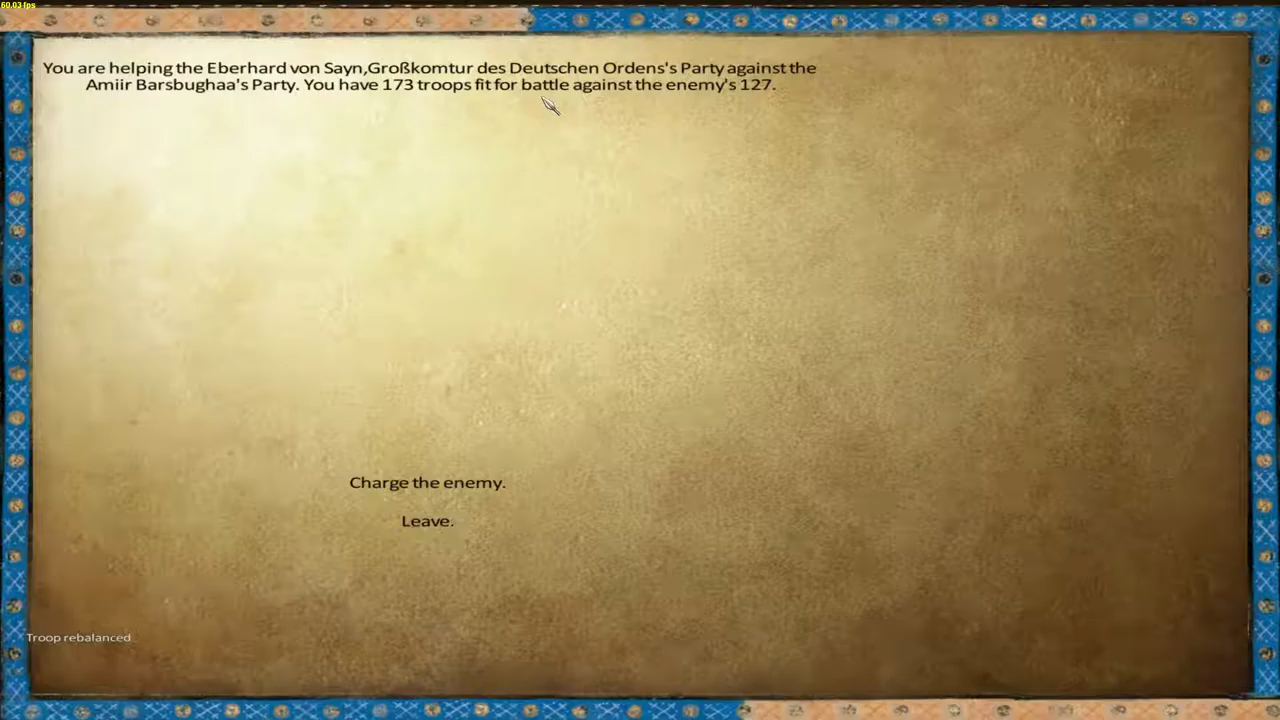 60.03 fps
You are helping the Eberhard von Sayn,Großkomtur des Deutschen Ordens's Party against the
Amiir Barsbughaa's Party. You have 173 troops fit for battle against the enemy's 127.
Charge the enemy.
Leave.
Troop rebalanced